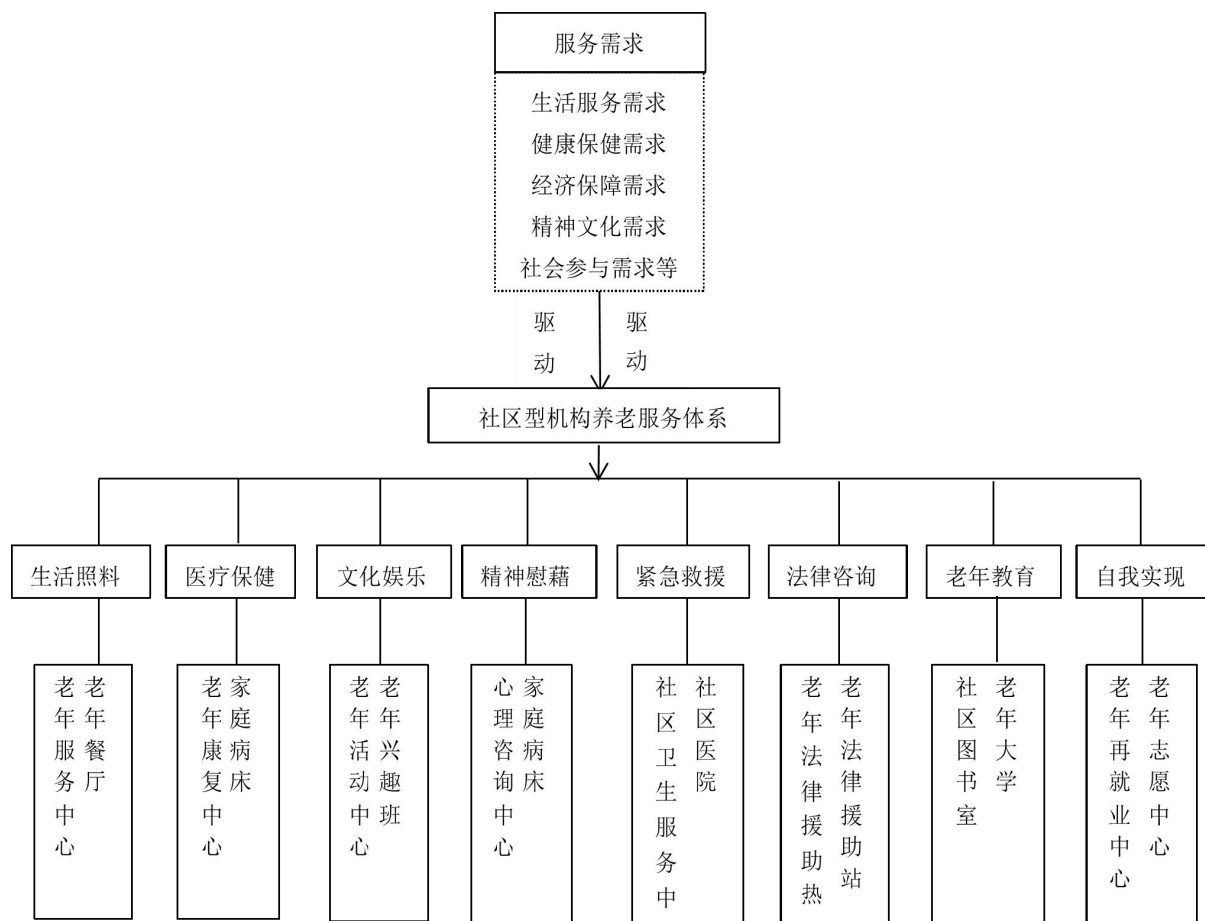 服务需求
生活服务需求
健康保健需求
经济保障需求
精神文化需求
社会参与需求等
驱动
驱动
社区型机构养老服务体系
生活照料
医疗保健
文化娱乐
精神慰藉
紧急救援
法律咨询
老年教育
自我实现
老年餐厅
老年服务中心
家庭病床
老年康复中心
老年兴趣班
老年活动中心
家庭病床
心理咨询中心
社区医院
社区卫生服务中
老年法律援助站
老年法律援助热
老年大学
社区图书室
老年志愿中心
老年再就业中心